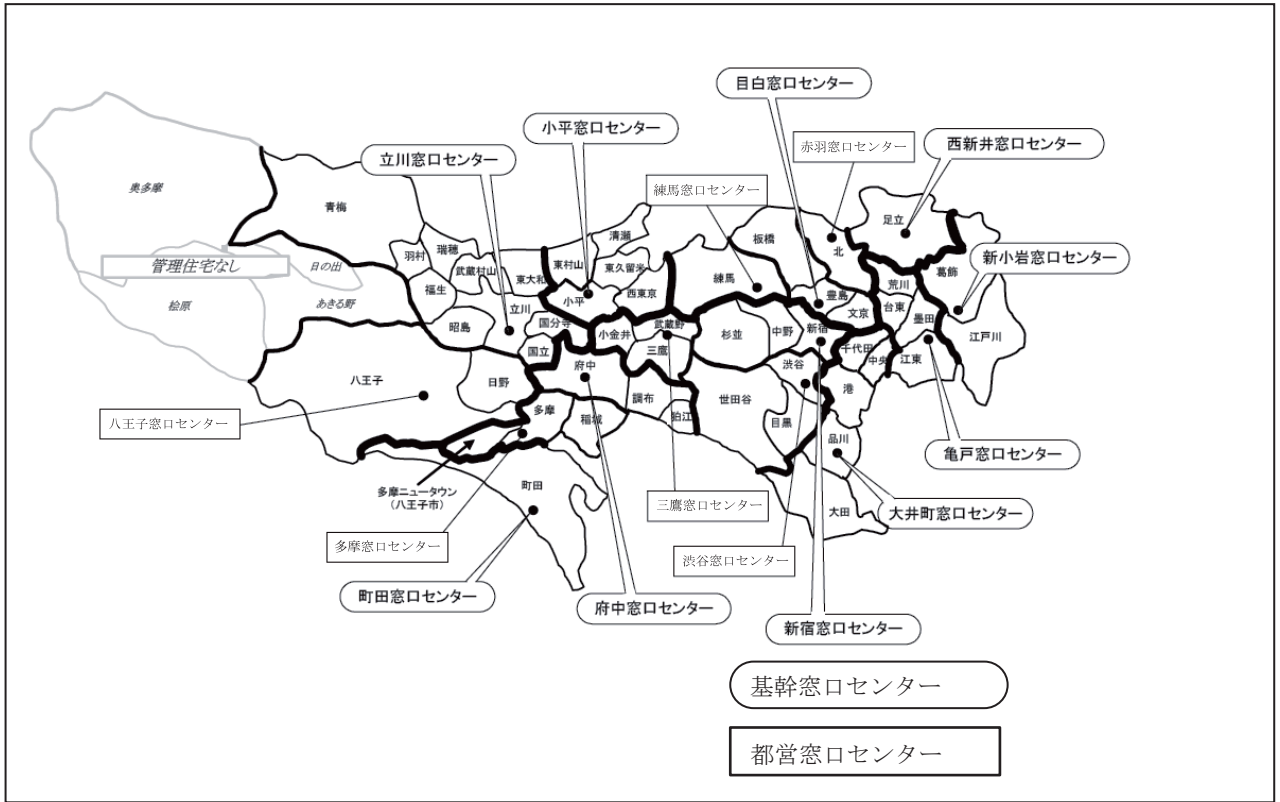 目白窓口センター
小平窓口センター
赤羽窓口センター
西新井窓口センター
立川窓口センター
練馬窓口センター
奥多摩
青梅
足立
清瀬
板橋
北
羽村
瑞穂
東村山
新小岩窓口センター
管理住宅なし
日の出
武蔵村山
東久留米
葛飾
東大和
練馬
福生
西東京
荒川
小平
豊島
桧原
あきる野
立川
台東
文京
墨田
昭島
国分寺
武蔵野
小金井
杉並
中野
新宿
江戸川
国立
三鷹
千代田
中央
江東
八王子
府中
渋谷
日野
港
調布
世田谷
多摩
狛江
稲城
目黒
八王子窓口センター
品川
亀戸窓口センター
多摩ニュータウン
（八王子市）
町田
三鷹窓口センター
大田
大井町窓口センター
多摩窓口センター
渋谷窓口センター
町田窓口センター
府中窓口センター
新宿窓口センター
基幹窓口センター
都営窓口センター